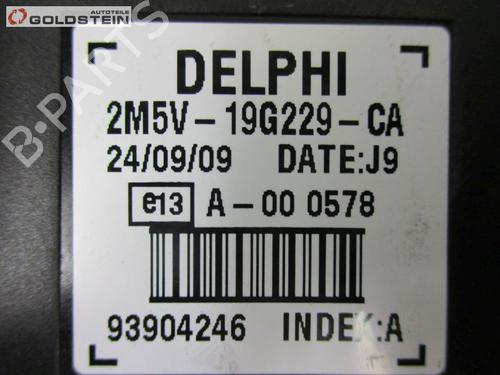 AUTOTEILE
GOLDSTEIN
B-PARTS
DELPHI
2M5V-19G229-CA
24/09/09 DATE:J9
e13 A-00 0578
93904246 INDEX:A